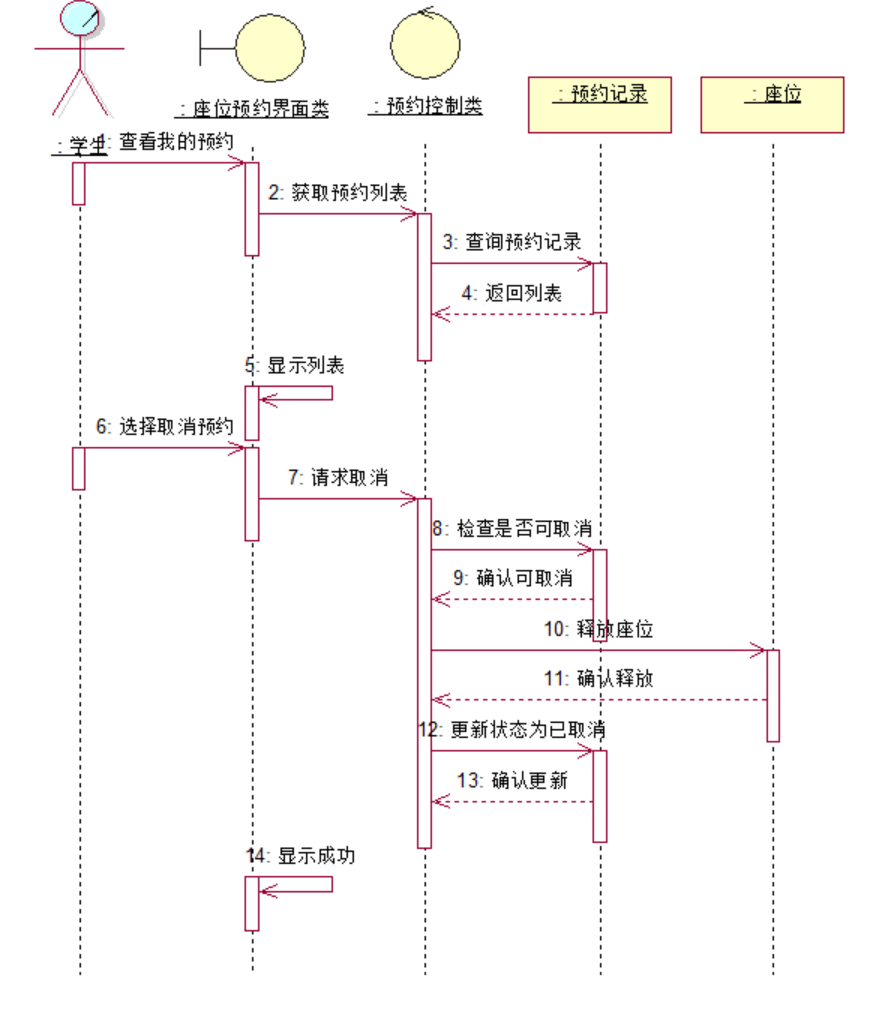 : 学生
: 座位预约界面类
: 预约控制类
: 预约记录
: 座位
1: 查看我的预约
2: 获取预约列表
3: 查询预约记录
4: 返回列表
5: 显示列表
6: 选择取消预约
7: 请求取消
8: 检查是否可取消
9: 确认可取消
10: 释放座位
11: 确认释放
12: 更新状态为已取消
13: 确认更新
14: 显示成功